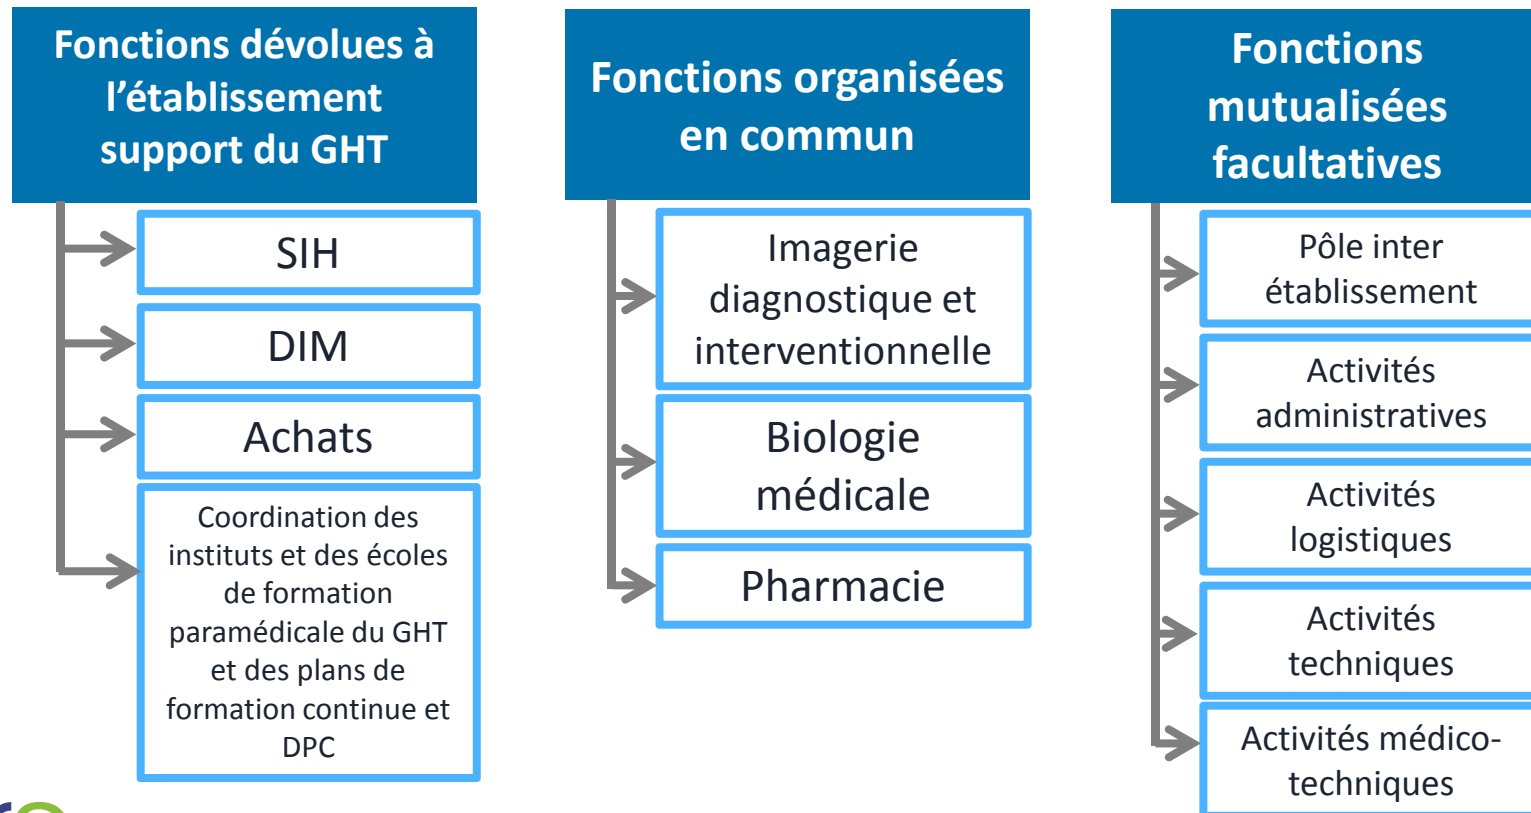 Fonctions dévolues à
l’établissement
support du GHT
SIH
DIM
Achats
Coordination des
instituts et des écoles
de formation
paramédicale du GHT
et des plans de
formation continue et
DPC
Fonctions organisées
en commun
Imagerie
diagnostique et
interventionnelle
Biologie
médicale
Pharmacie
Fonctions
mutualisées
facultatives
Pôle inter
établissement
Activités
administratives
Activités
logistiques
Activités
techniques
Activités médico-
techniques